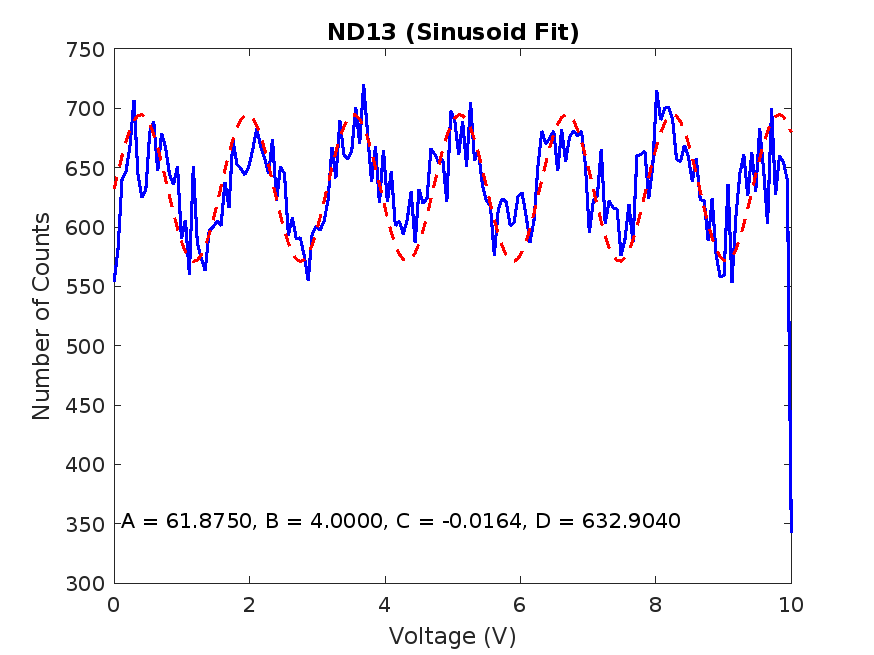 ND13 (Sinusoid Fit)
Number of Counts
750
700
650
600
550
500
450
400
350
300
A = 61.8750, B = 4.0000, C = -0.0164, D = 632.9040
0 2 4 6 8 10
Voltage (V)